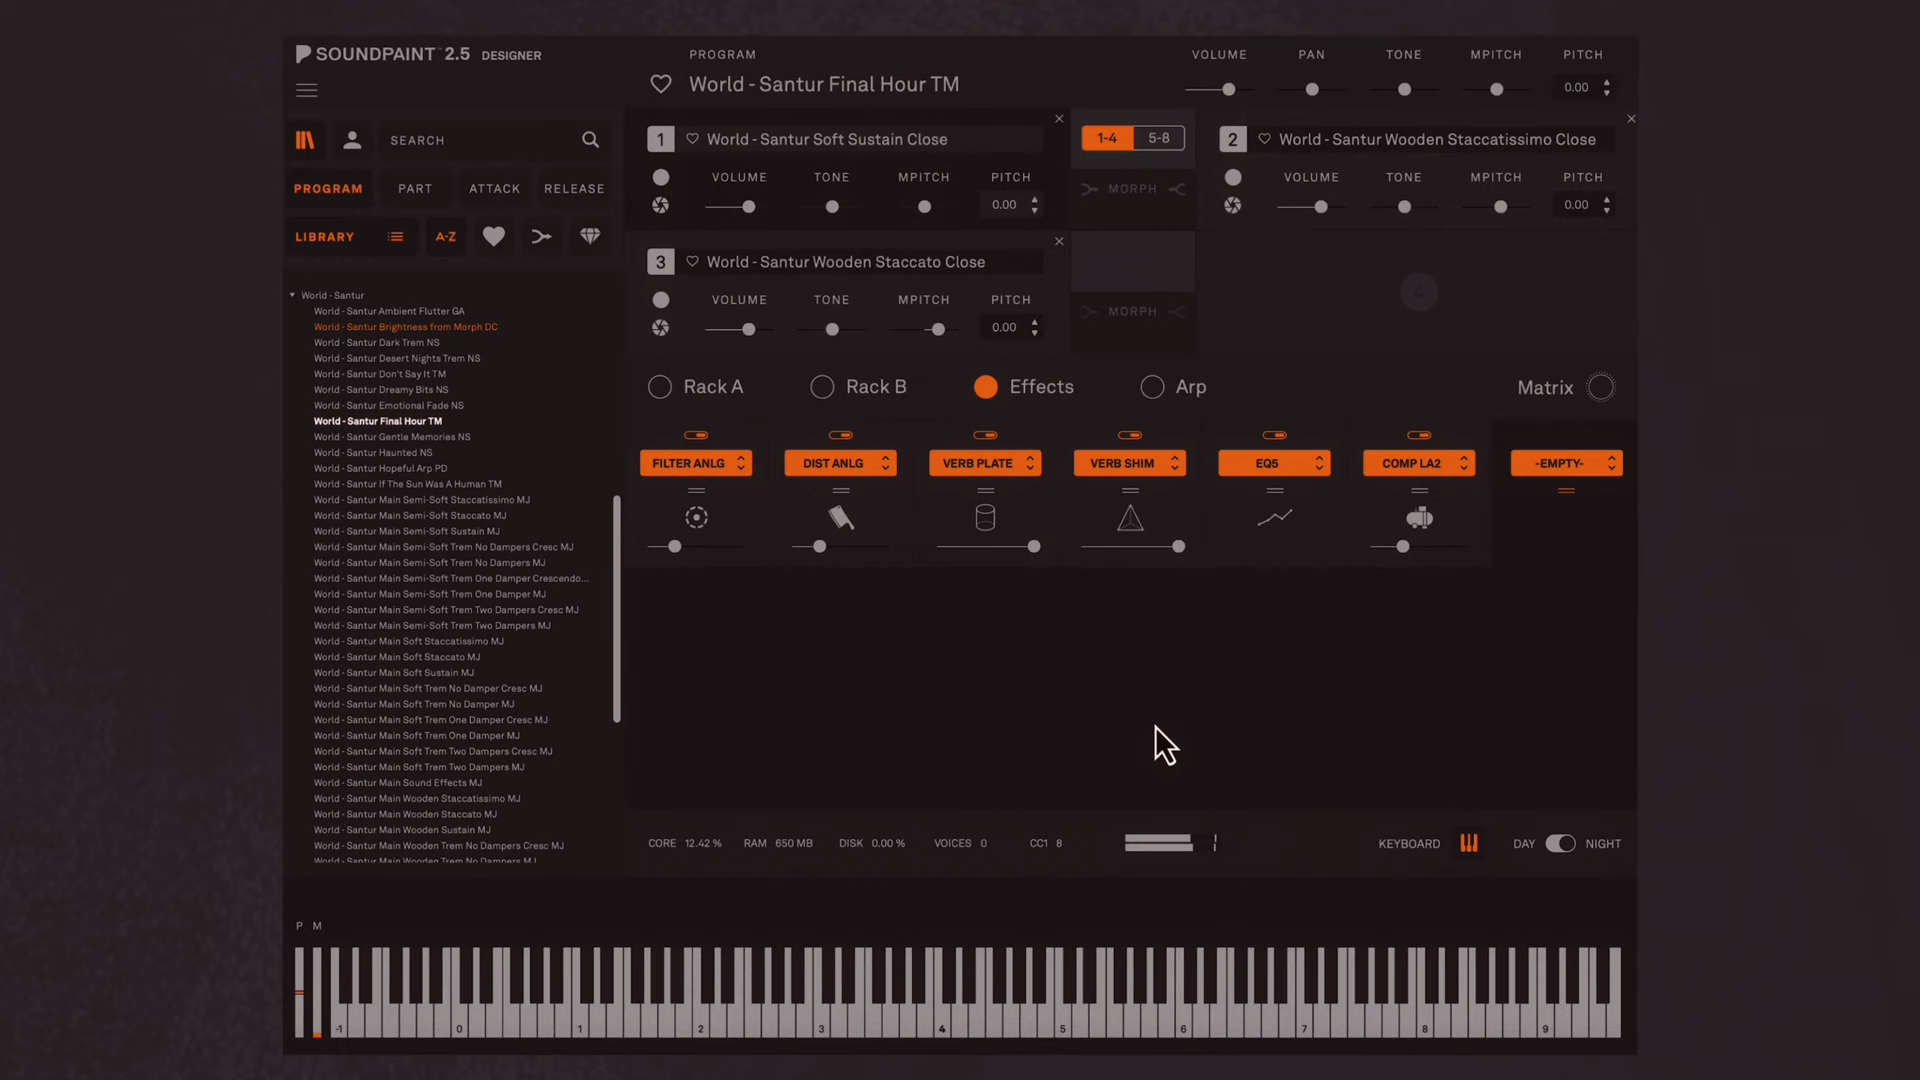 SOUNDPAINT™ 2.5 DESIGNER
PROGRAM
World - Santur Final Hour TM
VOLUME PAN TONE MPITCH PITCH
0.00
SEARCH
PROGRAM PART ATTACK RELEASE
LIBRARY A-Z
World - Santur
World - Santur Ambient Flutter GA
World - Santur Brightness from Morph DC
World - Santur Dark Trem NS
World - Santur Desert Nights Trem NS
World - Santur Don't Say It TM
World - Santur Dreamy Bits NS
World - Santur Emotional Fade NS
World - Santur Final Hour TM
World - Santur Gentle Memories NS
World - Santur Haunted NS
World - Santur Hopeful Arp PD
World - Santur If The Sun Was A Human TM
World - Santur Main Semi-Soft Staccatissimo MJ
World - Santur Main Semi-Soft Staccato MJ
World - Santur Main Semi-Soft Sustain MJ
World - Santur Main Semi-Soft Trem No Dampers Cresc MJ
World - Santur Main Semi-Soft Trem No Dampers MJ
World - Santur Main Semi-Soft Trem One Damper Crescendo...
World - Santur Main Semi-Soft Trem One Damper MJ
World - Santur Main Semi-Soft Trem Two Dampers Cresc MJ
World - Santur Main Semi-Soft Trem Two Dampers MJ
World - Santur Main Soft Staccatissimo MJ
World - Santur Main Soft Staccato MJ
World - Santur Main Soft Sustain MJ
World - Santur Main Soft Trem No Damper Cresc MJ
World - Santur Main Soft Trem No Damper MJ
World - Santur Main Soft Trem One Damper Cresc MJ
World - Santur Main Soft Trem One Damper MJ
World - Santur Main Soft Trem Two Dampers Cresc MJ
World - Santur Main Soft Trem Two Dampers MJ
World - Santur Main Sound Effects MJ
World - Santur Main Wooden Staccatissimo MJ
World - Santur Main Wooden Staccato MJ
World - Santur Main Wooden Sustain MJ
World - Santur Main Wooden Trem No Dampers Cresc MJ
World - Santur Main Wooden Trem No Dampers MJ
1 World - Santur Soft Sustain Close
VOLUME TONE MPITCH PITCH
0.00
1-4 5-8
MORPH
2 World - Santur Wooden Staccatissimo Close
VOLUME TONE MPITCH PITCH
0.00
3 World - Santur Wooden Staccato Close
VOLUME TONE MPITCH PITCH
0.00
MORPH
4
Rack A Rack B Effects Arp Matrix
FILTER ANLG DIST ANLG VERB PLATE VERB SHIM EQ5 COMP LA2 -EMPTY-
CORE 12.42 % RAM 650 MB DISK 0.00 % VOICES 0 CC1 8
KEYBOARD DAY NIGHT
P M
-1 0 1 2 3 4 5 6 7 8 9